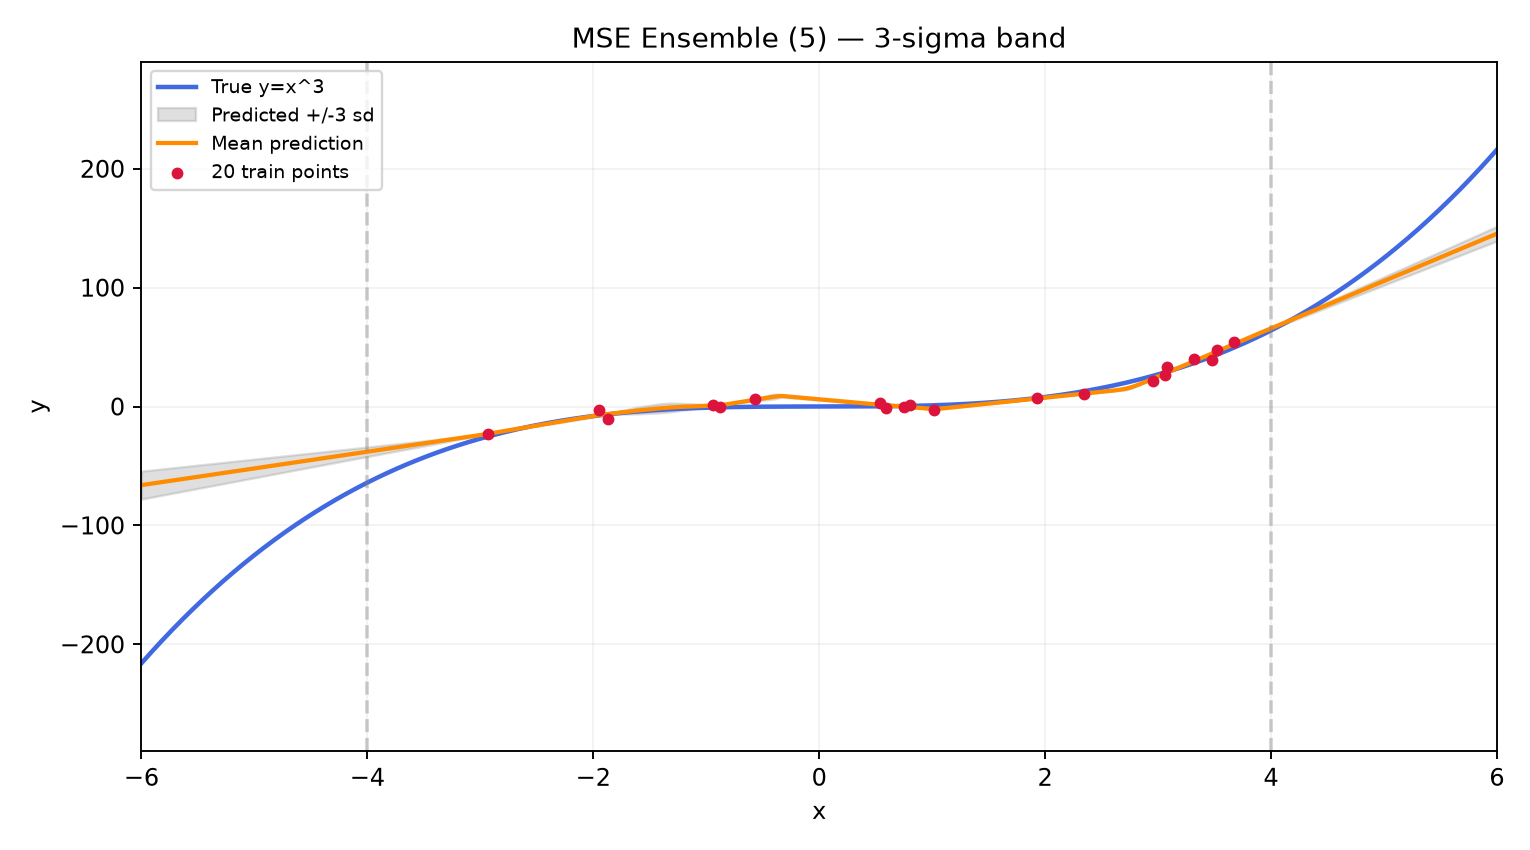 MSE Ensemble (5) — 3-sigma band
True y=x^3
Predicted +/-3 sd
Mean prediction
20 train points
200
100
0
−100
−200
y
−6 −4 −2 0 2 4 6
x